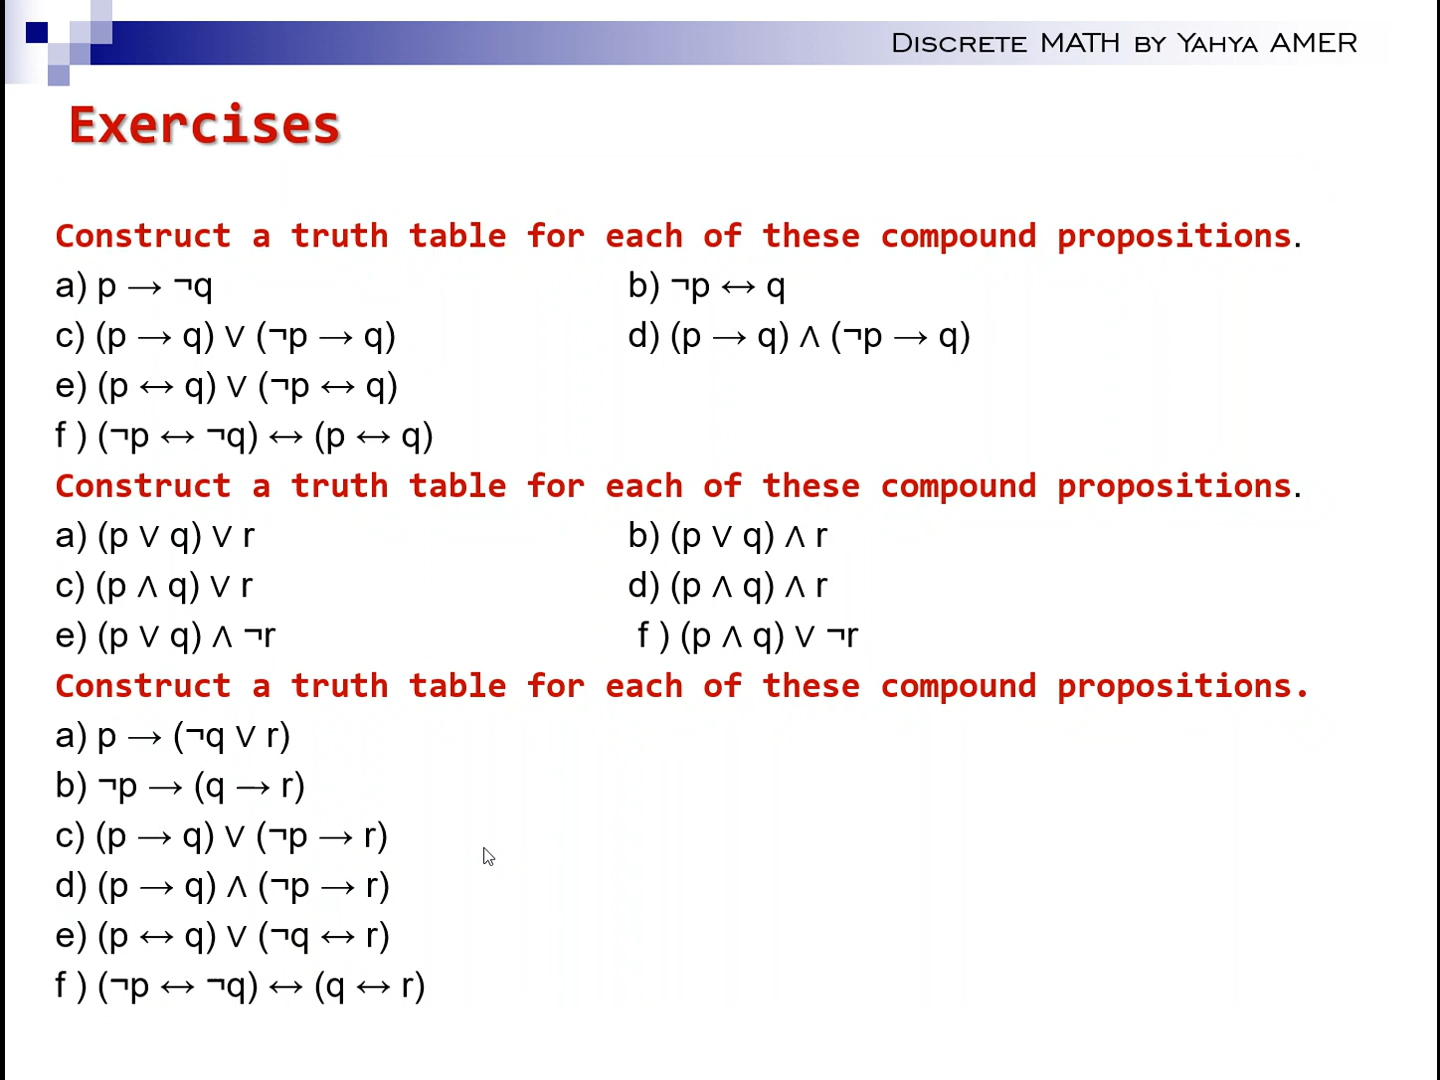 DISCRETE MATH BY YAHYA AMER
Exercises
Construct a truth table for each of these compound propositions.
a) p → ¬q b) ¬p ↔ q
c) (p → q) ∨ (¬p → q) d) (p → q) ∧ (¬p → q)
e) (p ↔ q) ∨ (¬p ↔ q)
f ) (¬p ↔ ¬q) ↔ (p ↔ q)
Construct a truth table for each of these compound propositions.
a) (p ∨ q) ∨ r b) (p ∨ q) ∧ r
c) (p ∧ q) ∨ r d) (p ∧ q) ∧ r
e) (p ∨ q) ∧ ¬r f ) (p ∧ q) ∨ ¬r
Construct a truth table for each of these compound propositions.
a) p → (¬q ∨ r)
b) ¬p → (q → r)
c) (p → q) ∨ (¬p → r)
d) (p → q) ∧ (¬p → r)
e) (p ↔ q) ∨ (¬q ↔ r)
f ) (¬p ↔ ¬q) ↔ (q ↔ r)